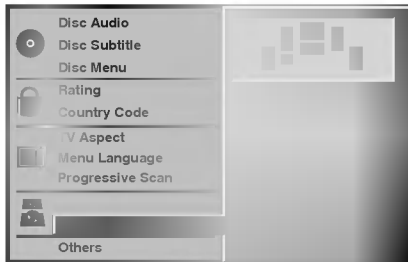 Disc Audio
Disc Subtitle
Disc Menu
Rating
Country Code
TV Aspect
Menu Language
Progressive Scan
Others